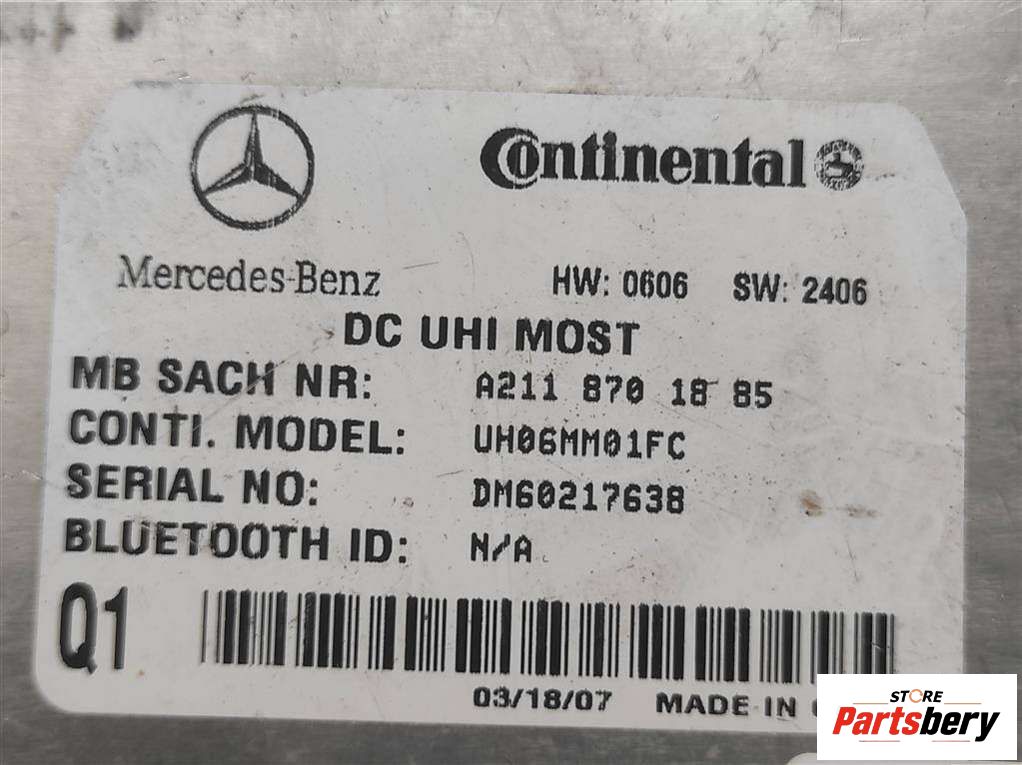 Continental
Mercedes-Benz
HW: 0606 SW: 2406
DC UHI MOST
MB SACH NR: A211 870 18 85
CONTI. MODEL: UH06MM01FC
SERIAL NO: DM60217638
BLUETOOTH ID: N/A
Q1
03/18/07 MADE IN
STORE
Partsbery